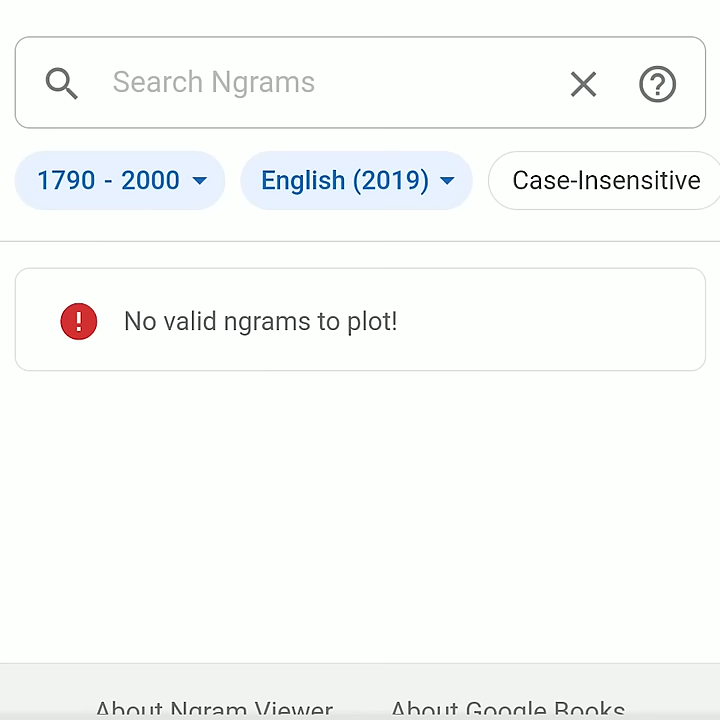 Search Ngrams
1790 - 2000 English (2019) Case-Insensitive
No valid ngrams to plot!
About Ngram Viewer About Google Books